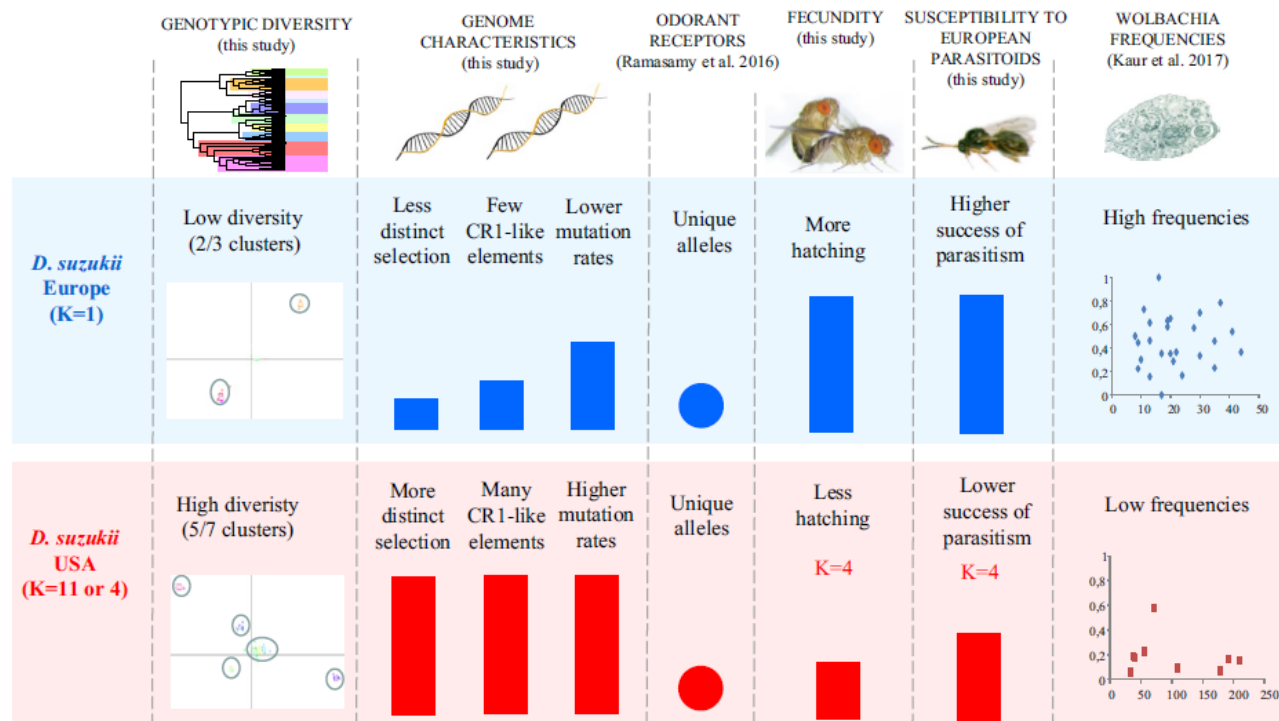 GENOTYPIC DIVERSITY
(this study)
GENOME
CHARACTERISTICS
(this study)
ODORANT
RECEPTORS
(Ramasamy et al. 2016)
FECUNDITY
(this study)
SUSCEPTIBILITY TO
EUROPEAN
PARASITOIDS
(this study)
WOLBACHIA
FREQUENCIES
(Kaur et al. 2017)
D. suzukii
Europe
(K=1)
Low diversity
(2/3 clusters)
Less
distinct
selection
Few
CR1-like
elements
Lower
mutation
rates
Unique
alleles
More
hatching
Higher
success of
parasitism
High frequencies
1
0,8
0,6
0,4
0,2
0
0 10 20 30 40 50
D. suzukii
USA
(K=11 or 4)
High diveristy
(5/7 clusters)
More
distinct
selection
Many
CR1-like
elements
Higher
mutation
rates
Unique
alleles
Less
hatching
K=4
Lower
success of
parasitism
K=4
Low frequencies
1
0,8
0,6
0,4
0,2
0
0 50 100 150 200 250